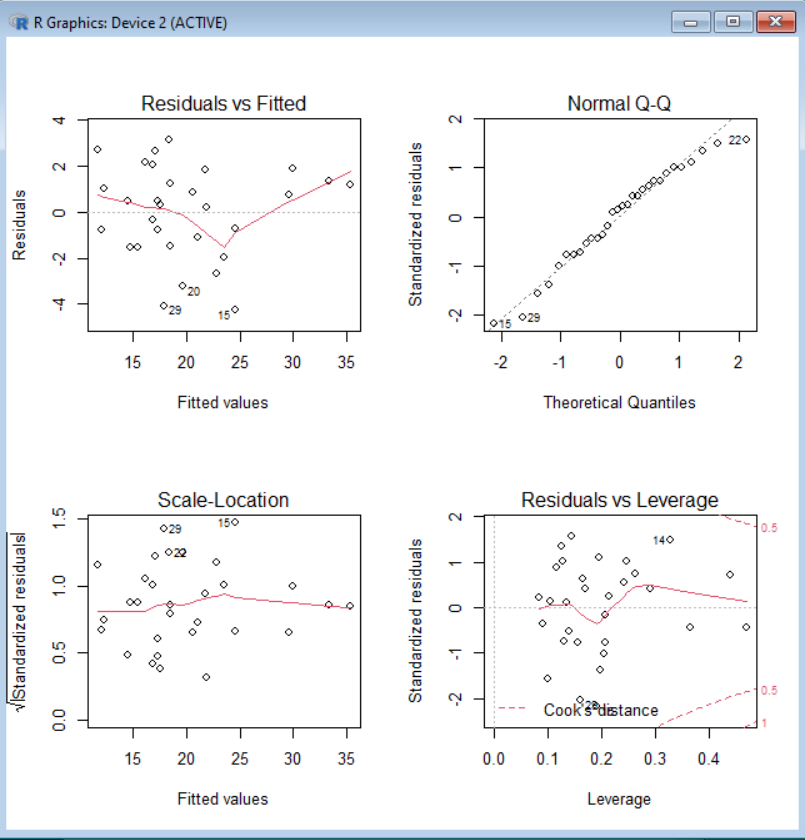 R Graphics: Device 2 (ACTIVE)
Residuals vs Fitted
Residuals
4
2
0
-2
-4
20
29
15
15 20 25 30 35
Fitted values
Normal Q-Q
Standardized residuals
2
1
0
-1
-2
22
15
29
-2 -1 0 1 2
Theoretical Quantiles
Scale-Location
√|Standardized residuals|
1.5
1.0
0.5
0.0
29
15
22
15 20 25 30 35
Fitted values
Residuals vs Leverage
Standardized residuals
2
1
0
-1
-2
14
0.5
0.5
1
Cook's distance
0.0 0.1 0.2 0.3 0.4
Leverage